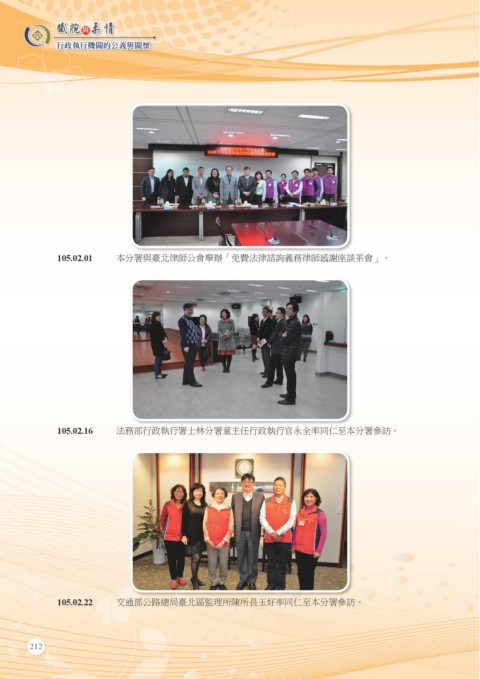 鐵腕與柔情
行政執行機關的公義與關懷
105.02.01 本分署與臺北律師公會舉辦「免費法律諮詢義務律師感謝座談茶會」。
105.02.16 法務部行政執行署士林分署童主任行政執行官永全率同仁至本分署參訪。
105.02.22 交通部公路總局臺北區監理所陳所長玉好率同仁至本分署參訪。
212